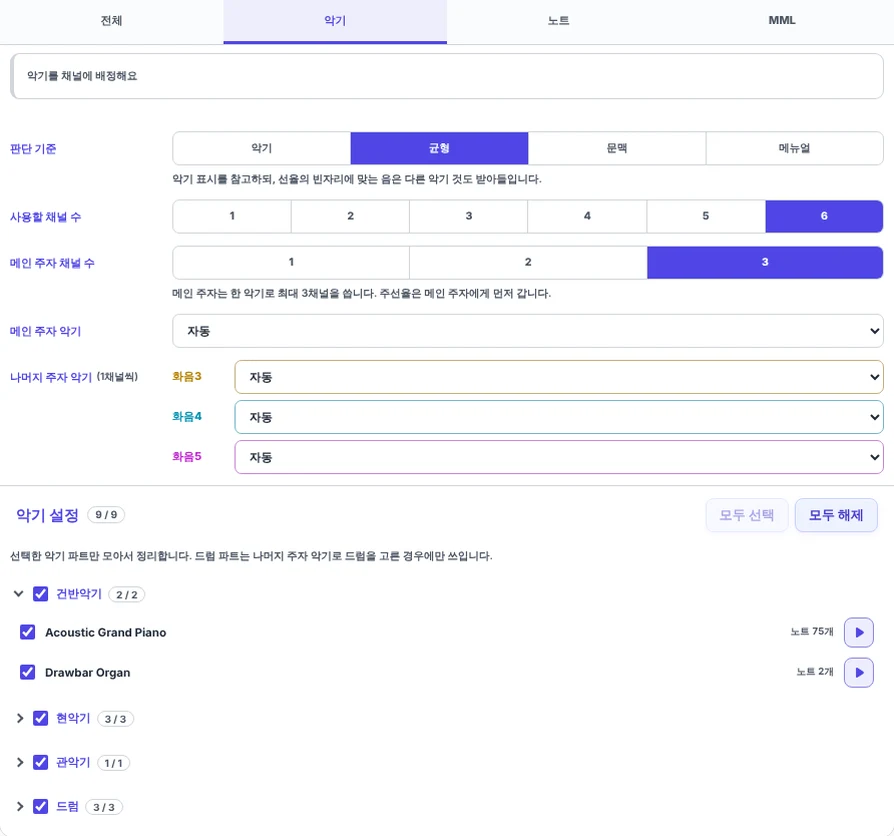 전체
악기
노트
MML
악기를 채널에 배정해요
판단 기준
악기
균형
문맥
메뉴얼
악기 표시를 참고하되, 선율의 빈자리에 맞는 음은 다른 악기 것도 받아들입니다.
사용할 채널 수
1
2
3
4
5
6
메인 주자 채널 수
1
2
3
메인 주자는 한 악기로 최대 3채널을 씁니다. 주선율은 메인 주자에게 먼저 갑니다.
메인 주자 악기
자동
나머지 주자 악기 (1채널씩)
화음3
자동
화음4
자동
화음5
자동
악기 설정 9 / 9
모두 선택
모두 해제
선택한 악기 파트만 모아서 정리합니다. 드럼 파트는 나머지 주자 악기로 드럼을 고른 경우에만 쓰입니다.
건반악기 2 / 2
Acoustic Grand Piano
노트 75개
Drawbar Organ
노트 2개
현악기 3 / 3
관악기 1 / 1
드럼 3 / 3